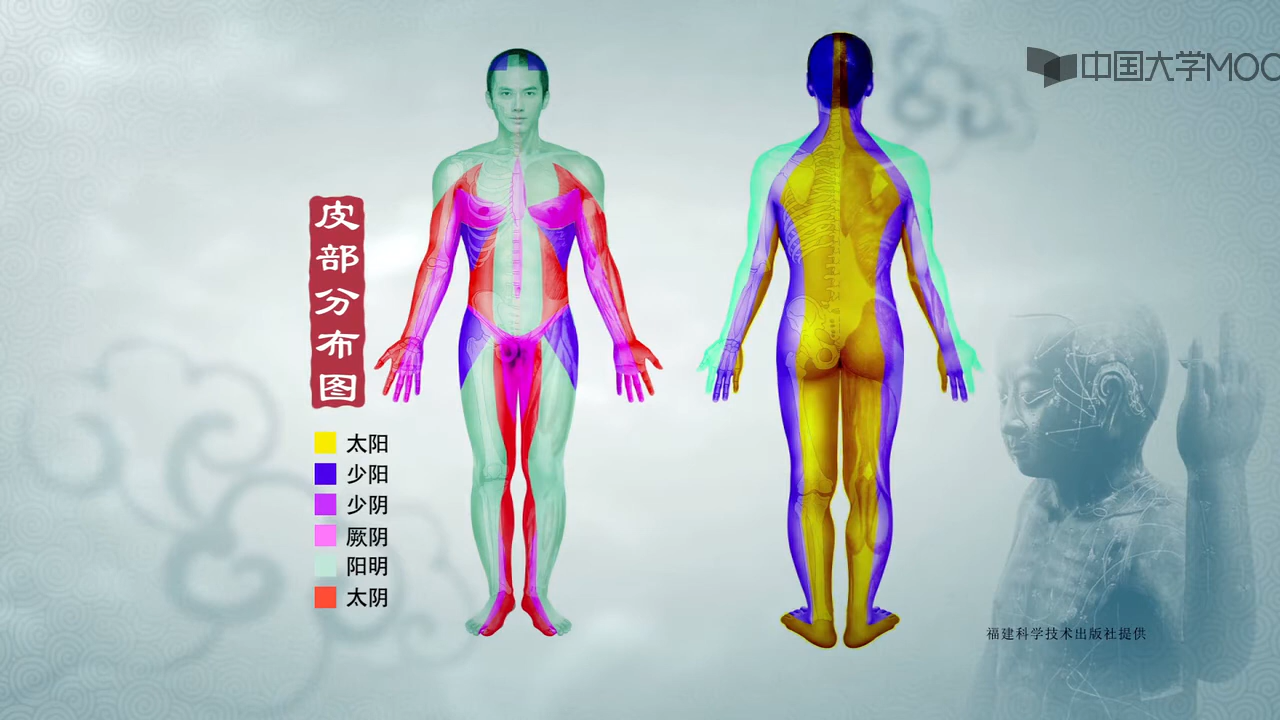 中国大学MOO
皮部分布图
太阳
少阳
少阴
厥阴
阳明
太阴
福建科学技术出版社提供